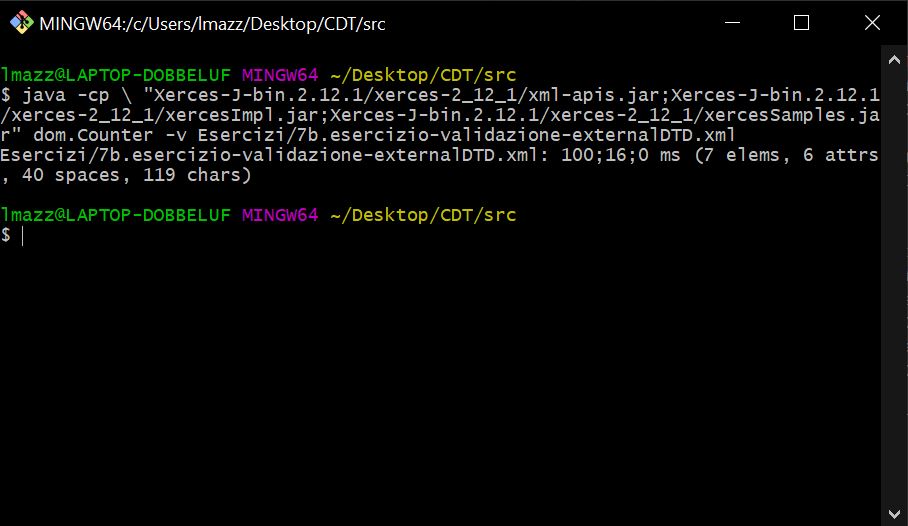 MINGW64:/c/Users/lmazz/Desktop/CDT/src
lmazz@LAPTOP-DOBBELUF MINGW64 ~/Desktop/CDT/src
$ java -cp \ "Xerces-J-bin.2.12.1/xerces-2_12_1/xml-apis.jar;Xerces-J-bin.2.12.1
/xerces-2_12_1/xercesImpl.jar;Xerces-J-bin.2.12.1/xerces-2_12_1/xercesSamples.ja
r" dom.Counter -v Esercizi/7b.esercizio-validazione-externalDTD.xml
Esercizi/7b.esercizio-validazione-externalDTD.xml: 100;16;0 ms (7 elems, 6 attrs
, 40 spaces, 119 chars)
lmazz@LAPTOP-DOBBELUF MINGW64 ~/Desktop/CDT/src
$